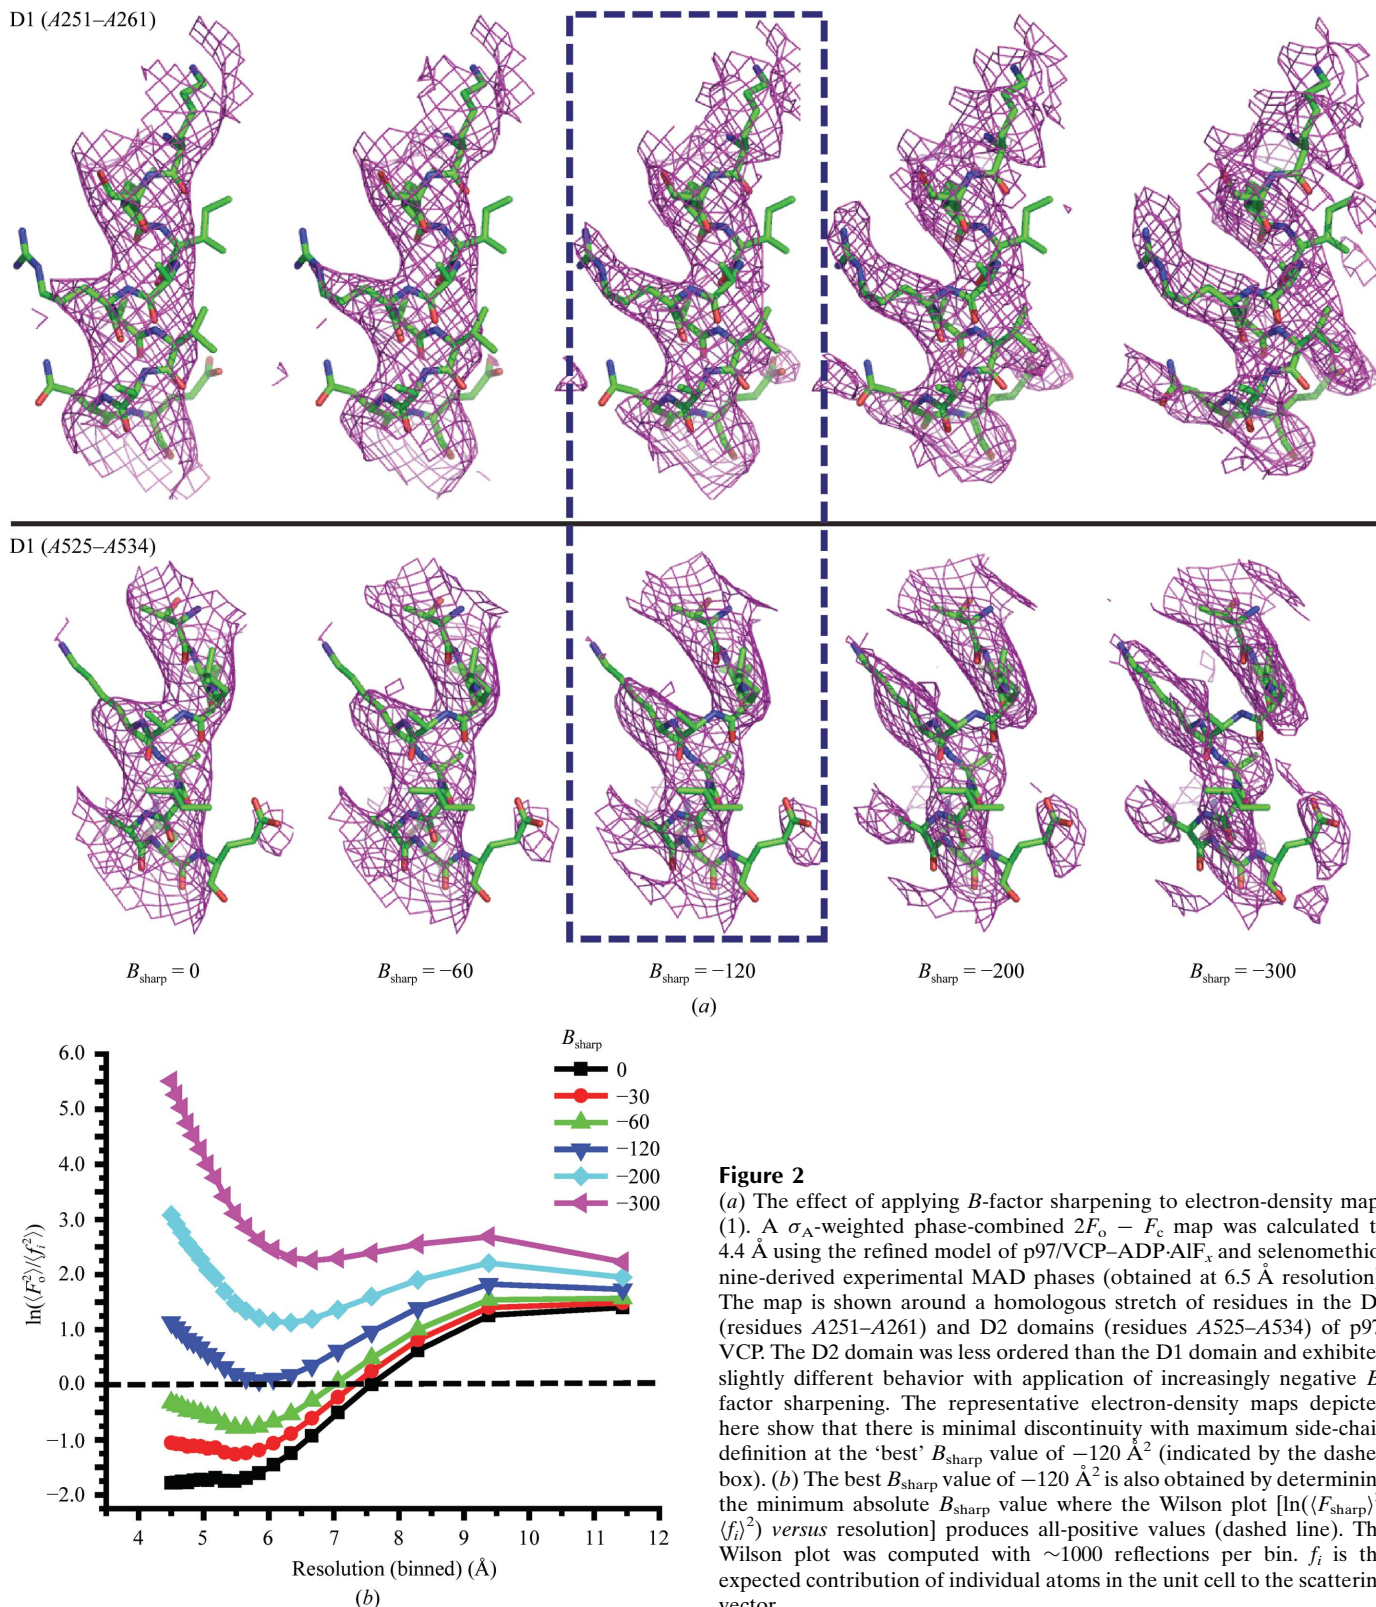 D1 (A251–A261)
D1 (A525–A534)
B_sharp = 0
B_sharp = −60
B_sharp = −120
B_sharp = −200
B_sharp = −300
(a)
B_sharp
0
−30
−60
−120
−200
−300
6.0
5.0
4.0
3.0
2.0
1.0
0.0
−1.0
−2.0
ln(⟨F_o^2⟩/⟨f_i^2⟩)
4 5 6 7 8 9 10 11 12
Resolution (binned) (Å)
(b)
Figure 2
(a) The effect of applying B-factor sharpening to electron-density map
(1). A σ_A-weighted phase-combined 2F_o − F_c map was calculated t
4.4 Å using the refined model of p97/VCP–ADP·AlF_x and selenomethio
nine-derived experimental MAD phases (obtained at 6.5 Å resolution)
The map is shown around a homologous stretch of residues in the D
(residues A251–A261) and D2 domains (residues A525–A534) of p97
VCP. The D2 domain was less ordered than the D1 domain and exhibite
slightly different behavior with application of increasingly negative B
factor sharpening. The representative electron-density maps depicte
here show that there is minimal discontinuity with maximum side-chai
definition at the ‘best’ B_sharp value of −120 Å^2 (indicated by the dashe
box). (b) The best B_sharp value of −120 Å^2 is also obtained by determinin
the minimum absolute B_sharp value where the Wilson plot [ln(⟨F_sharp⟩^2
⟨f_i⟩^2) versus resolution] produces all-positive values (dashed line). Th
Wilson plot was computed with ~1000 reflections per bin. f_i is th
expected contribution of individual atoms in the unit cell to the scatterin
vector